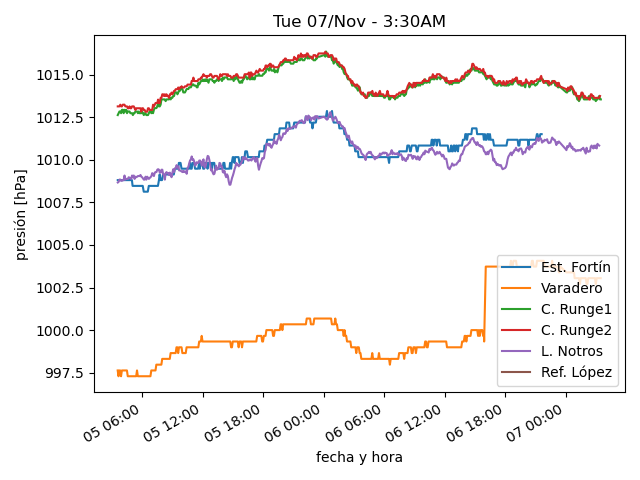 Tue 07/Nov - 3:30AM
presión [hPa]
1015.0
1012.5
1010.0
1007.5
1005.0
1002.5
1000.0
997.5
Est. Fortín
Varadero
C. Runge1
C. Runge2
L. Notros
Ref. López
05 06:00
05 12:00
05 18:00
06 00:00
06 06:00
06 12:00
06 18:00
07 00:00
fecha y hora